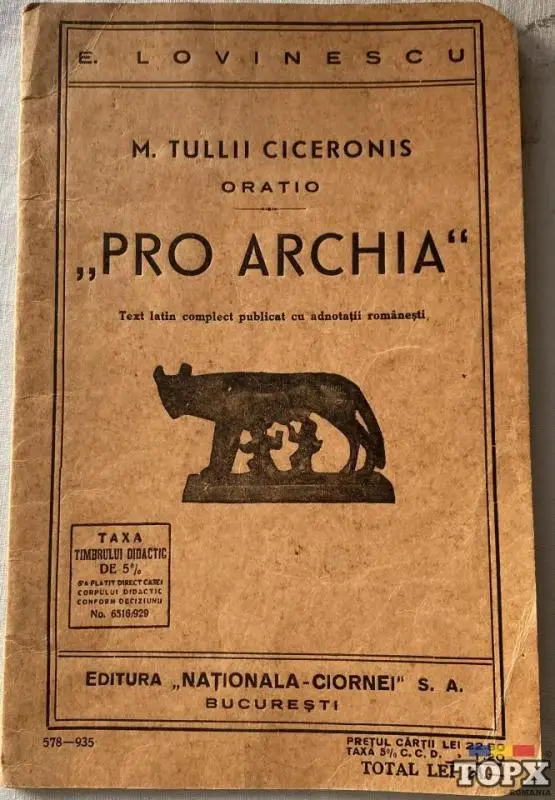 E. LOVINESCU
M. TULLII CICERONIS
ORATIO
„PRO ARCHIA“
Text latin complect publicat cu adnotații românești.
TAXA
TIMBRULUI DIDACTIC
DE 5%
S'A PLATIT DIRECT CASEI
CORPULUI DIDACTIC
CONFORM DECIZIUNII
No. 6516/929
EDITURA „NAȚIONALA-CIORNEI“ S. A.
BUCUREȘTI
578—935
PREȚUL CĂRȚII LEI
TAXA 5% C. C. D.
TOTAL LEI
TOPX
ROMANIA